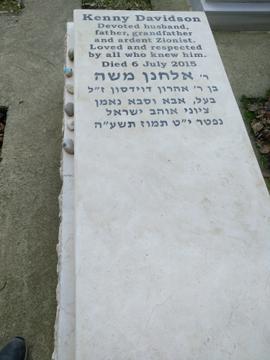 Kenny Davidson
Devoted husband,
father, grandfather
and ardent Zionist.
Loved and respected
by all who knew him.
Died 6 July 2015
ר' אלחנן משה
בן ר' אהרון דוידסון ז"ל
בעל, אבא וסבא נאמן
ציוני אוהב ישראל
נפטר י"ט תמוז תשע"ה